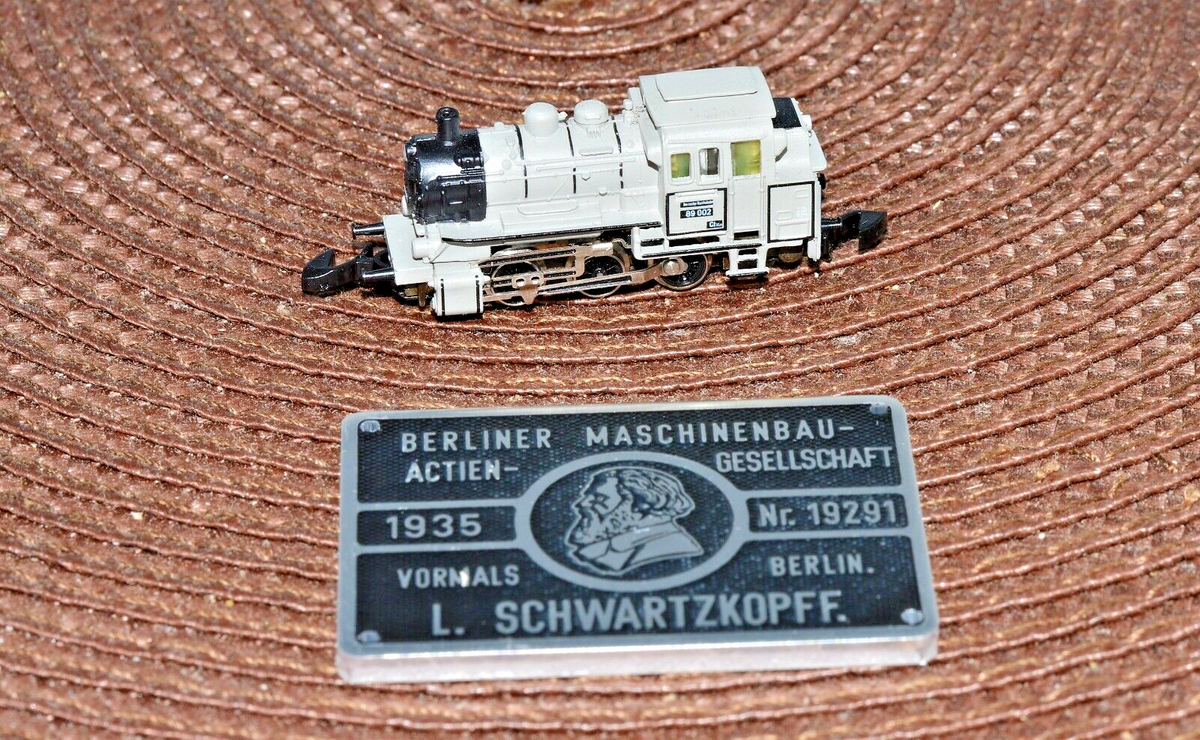 89 002
BERLINER MASCHINENBAU-
ACTIEN- GESELLSCHAFT
1935 Nr. 19291
VORMALS BERLIN.
L. SCHWARTZKOPFF.